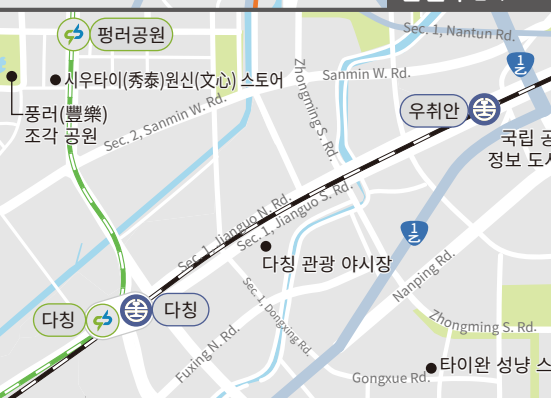 펑러공원
Sec. 1, Nantun Rd.
1
乙
시우타이(秀泰)원신(文心) 스토어
Sanmin W. Rd.
Zhongming S. Rd.
풍러(豐樂)
조각 공원
Sec. 2, Sanmin W. Rd.
우취안
국립 공
정보 도서
Sec. 1, Jianguo N. Rd.
Sec. 1, Jianguo S. Rd.
1
乙
다칭 관광 야시장
Nanping Rd.
Sec. 1, Dongxing Rd.
다칭
다칭
Fuxing N. Rd.
Zhongming S. Rd.
타이완 성냥 스
Gongxue Rd.